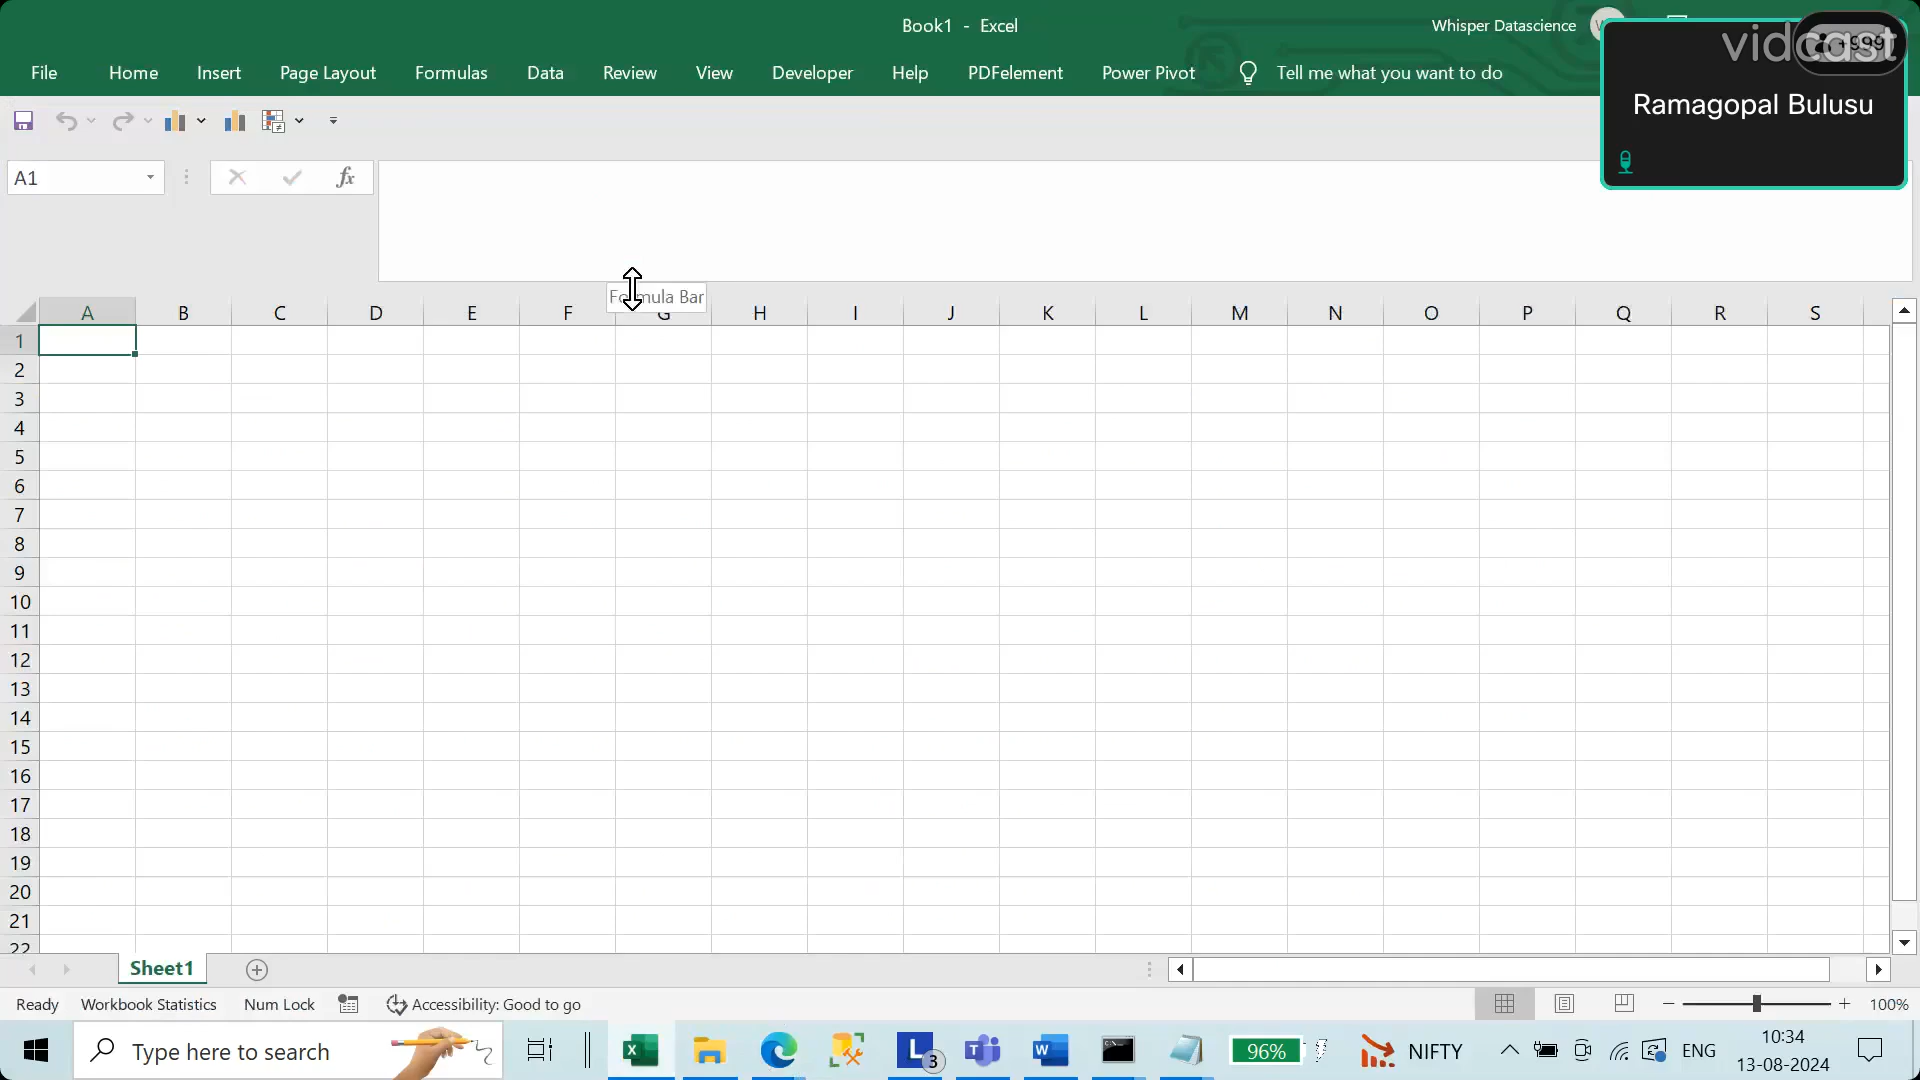 Book1 - Excel
Whisper Datascience
vidcast
+999
Ramagopal Bulusu
File Home Insert Page Layout Formulas Data Review View Developer Help PDFelement Power Pivot Tell me what you want to do
A1
fx
Formula Bar
A B C D E F G H I J K L M N O P Q R S
1
2
3
4
5
6
7
8
9
10
11
12
13
14
15
16
17
18
19
20
21
22
Sheet1
Ready Workbook Statistics Num Lock Accessibility: Good to go 100%
Type here to search
3
96%
NIFTY
ENG
10:34
13-08-2024